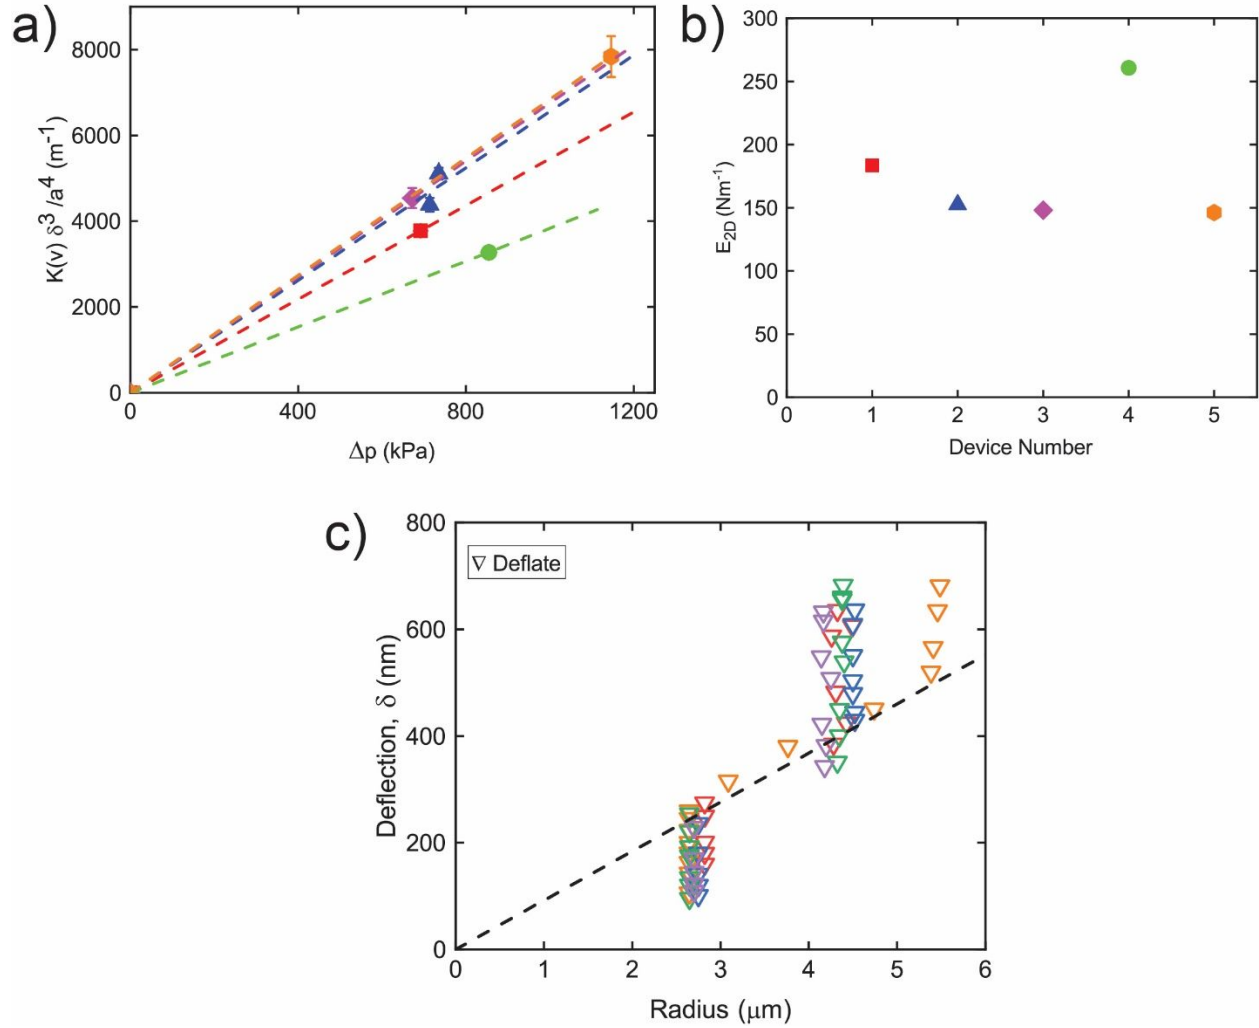 a)
K(v) δ³ /a⁴ (m⁻¹)
8000
6000
4000
2000
0
0 400 800 1200
Δp (kPa)
b)
E₂D (Nm⁻¹)
300
250
200
150
100
50
0
0 1 2 3 4 5
Device Number
c)
Deflection, δ (nm)
800
600
400
200
0
∇ Deflate
0 1 2 3 4 5 6
Radius (μm)